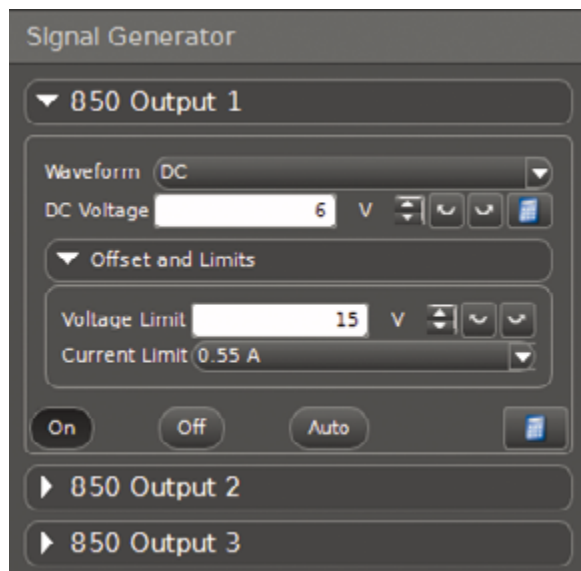 Signal Generator
850 Output 1
Waveform DC
DC Voltage 6 V
Offset and Limits
Voltage Limit 15 V
Current Limit 0.55 A
On Off Auto
850 Output 2
850 Output 3